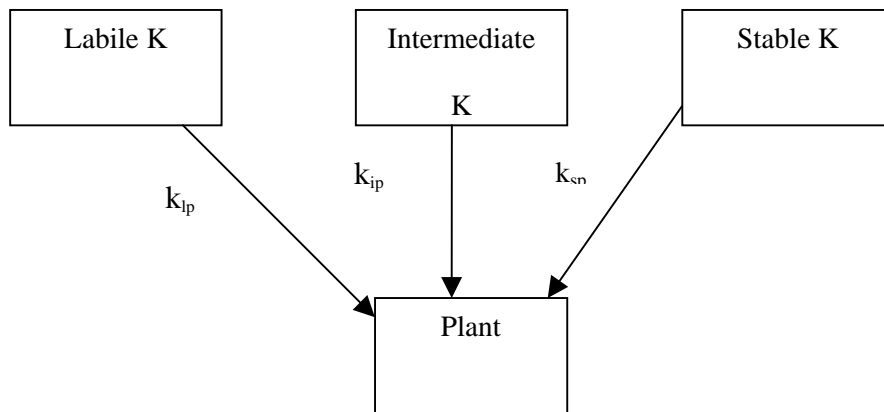 Labile K
Intermediate
K
Stable K
k_lp
k_ip
k_sp
Plant